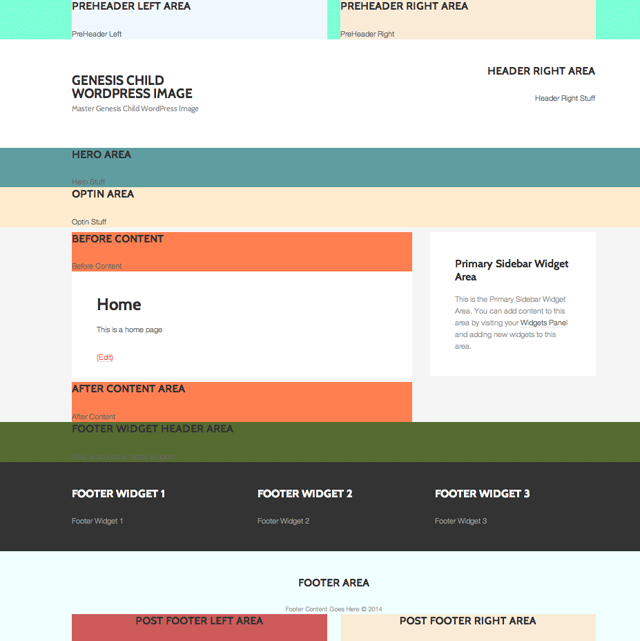 PREHEADER LEFT AREA
PREHEADER RIGHT AREA
PreHeader Left
PreHeader Right
GENESIS CHILD
WORDPRESS IMAGE
Master Genesis Child WordPress Image
HEADER RIGHT AREA
Header Right Stuff
HERO AREA
Hero Stuff
OPTIN AREA
Optin Stuff
BEFORE CONTENT
Before Content
Home
This is a home page
(Edit)
Primary Sidebar Widget
Area
This is the Primary Sidebar Widget
Area. You can add content to this
area by visiting your Widgets Panel
and adding new widgets to this
area.
AFTER CONTENT AREA
After Content
FOOTER WIDGET HEADER AREA
FOOTER WIDGET 1
FOOTER WIDGET 2
FOOTER WIDGET 3
Footer Widget 1
Footer Widget 2
Footer Widget 3
FOOTER AREA
Footer Content Goes Here © 2014
POST FOOTER LEFT AREA
POST FOOTER RIGHT AREA